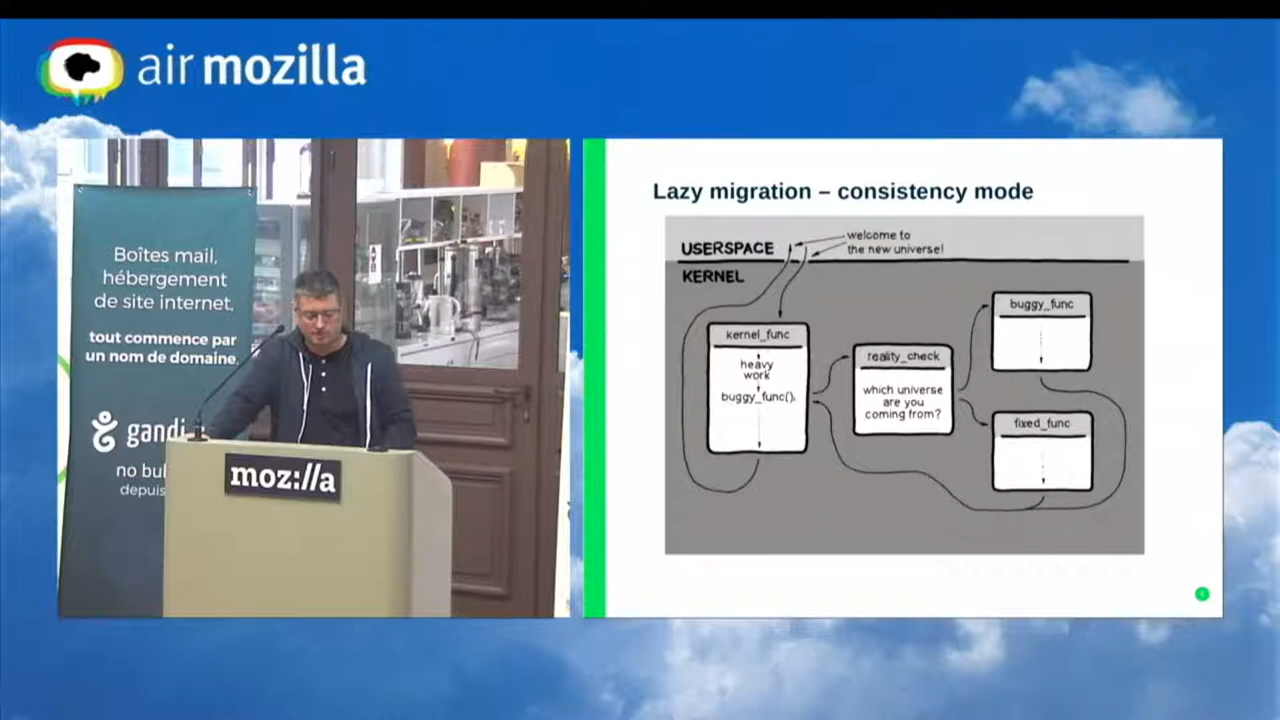 air mozilla
Boîtes mail,
hébergement
de site internet,
tout commence par
un nom de domaine.
gandi
no bul
depuis
moz://a
Lazy migration – consistency mode
USERSPACE
KERNEL
welcome to
the new universe!
kernel_func
heavy
work
buggy_func();
reality_check
which universe
are you
coming from?
buggy_func
fixed_func